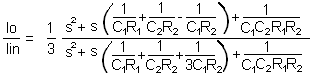 Io/Iin = 1/3 (s² + s (1/C1R1 + 1/C2R2 - 1/C1R2) + 1/C1C2R1R2) / (s² + s (1/C1R1 + 1/C2R2 + 1/3C1R2) + 1/C1C2R1R2)